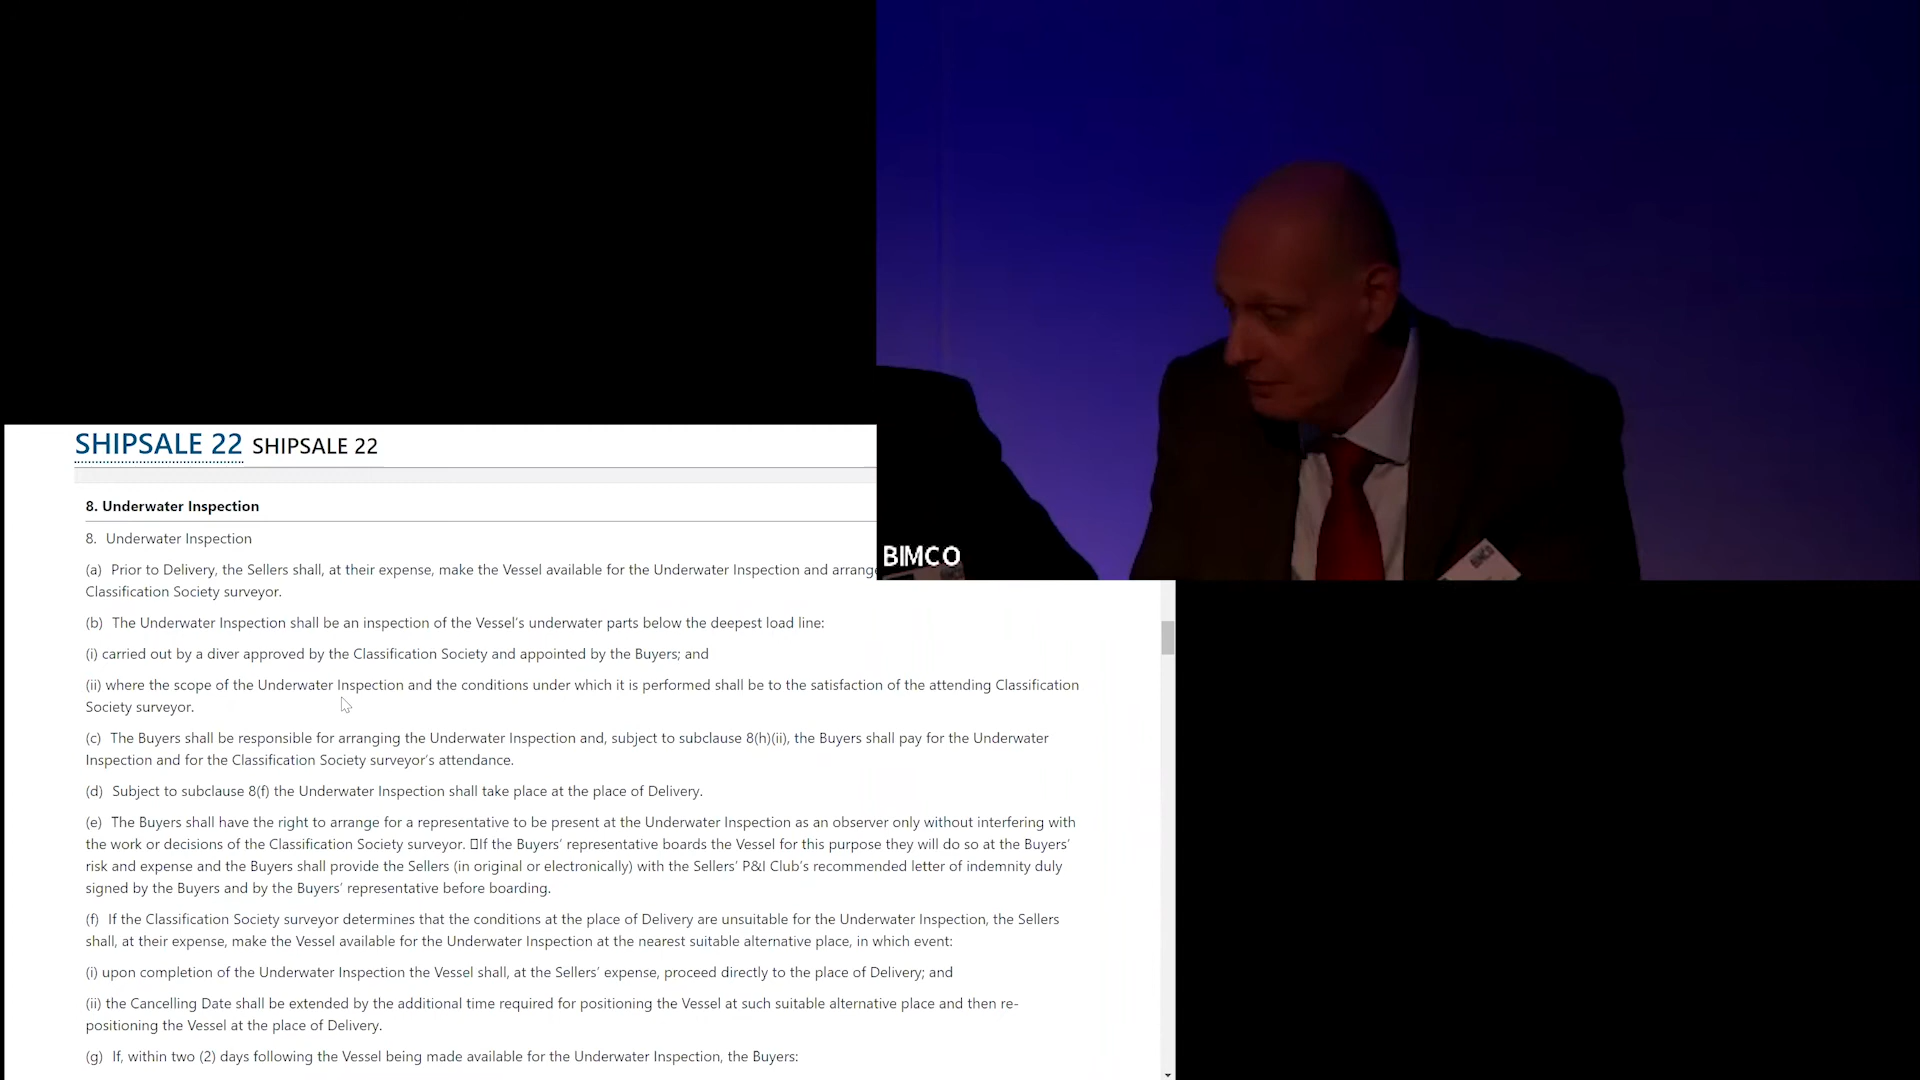 SHIPSALE 22 SHIPSALE 22
8. Underwater Inspection
8. Underwater Inspection
(a) Prior to Delivery, the Sellers shall, at their expense, make the Vessel available for the Underwater Inspection and arrange
Classification Society surveyor.
(b) The Underwater Inspection shall be an inspection of the Vessel's underwater parts below the deepest load line:
(i) carried out by a diver approved by the Classification Society and appointed by the Buyers; and
(ii) where the scope of the Underwater Inspection and the conditions under which it is performed shall be to the satisfaction of the attending Classification
Society surveyor.
(c) The Buyers shall be responsible for arranging the Underwater Inspection and, subject to subclause 8(h)(ii), the Buyers shall pay for the Underwater
Inspection and for the Classification Society surveyor's attendance.
(d) Subject to subclause 8(f) the Underwater Inspection shall take place at the place of Delivery.
(e) The Buyers shall have the right to arrange for a representative to be present at the Underwater Inspection as an observer only without interfering with
the work or decisions of the Classification Society surveyor. If the Buyers' representative boards the Vessel for this purpose they will do so at the Buyers'
risk and expense and the Buyers shall provide the Sellers (in original or electronically) with the Sellers' P&I Club's recommended letter of indemnity duly
signed by the Buyers and by the Buyers' representative before boarding.
(f) If the Classification Society surveyor determines that the conditions at the place of Delivery are unsuitable for the Underwater Inspection, the Sellers
shall, at their expense, make the Vessel available for the Underwater Inspection at the nearest suitable alternative place, in which event:
(i) upon completion of the Underwater Inspection the Vessel shall, at the Sellers' expense, proceed directly to the place of Delivery; and
(ii) the Cancelling Date shall be extended by the additional time required for positioning the Vessel at such suitable alternative place and then re-
positioning the Vessel at the place of Delivery.
(g) If, within two (2) days following the Vessel being made available for the Underwater Inspection, the Buyers:
BIMCO
BIMCO